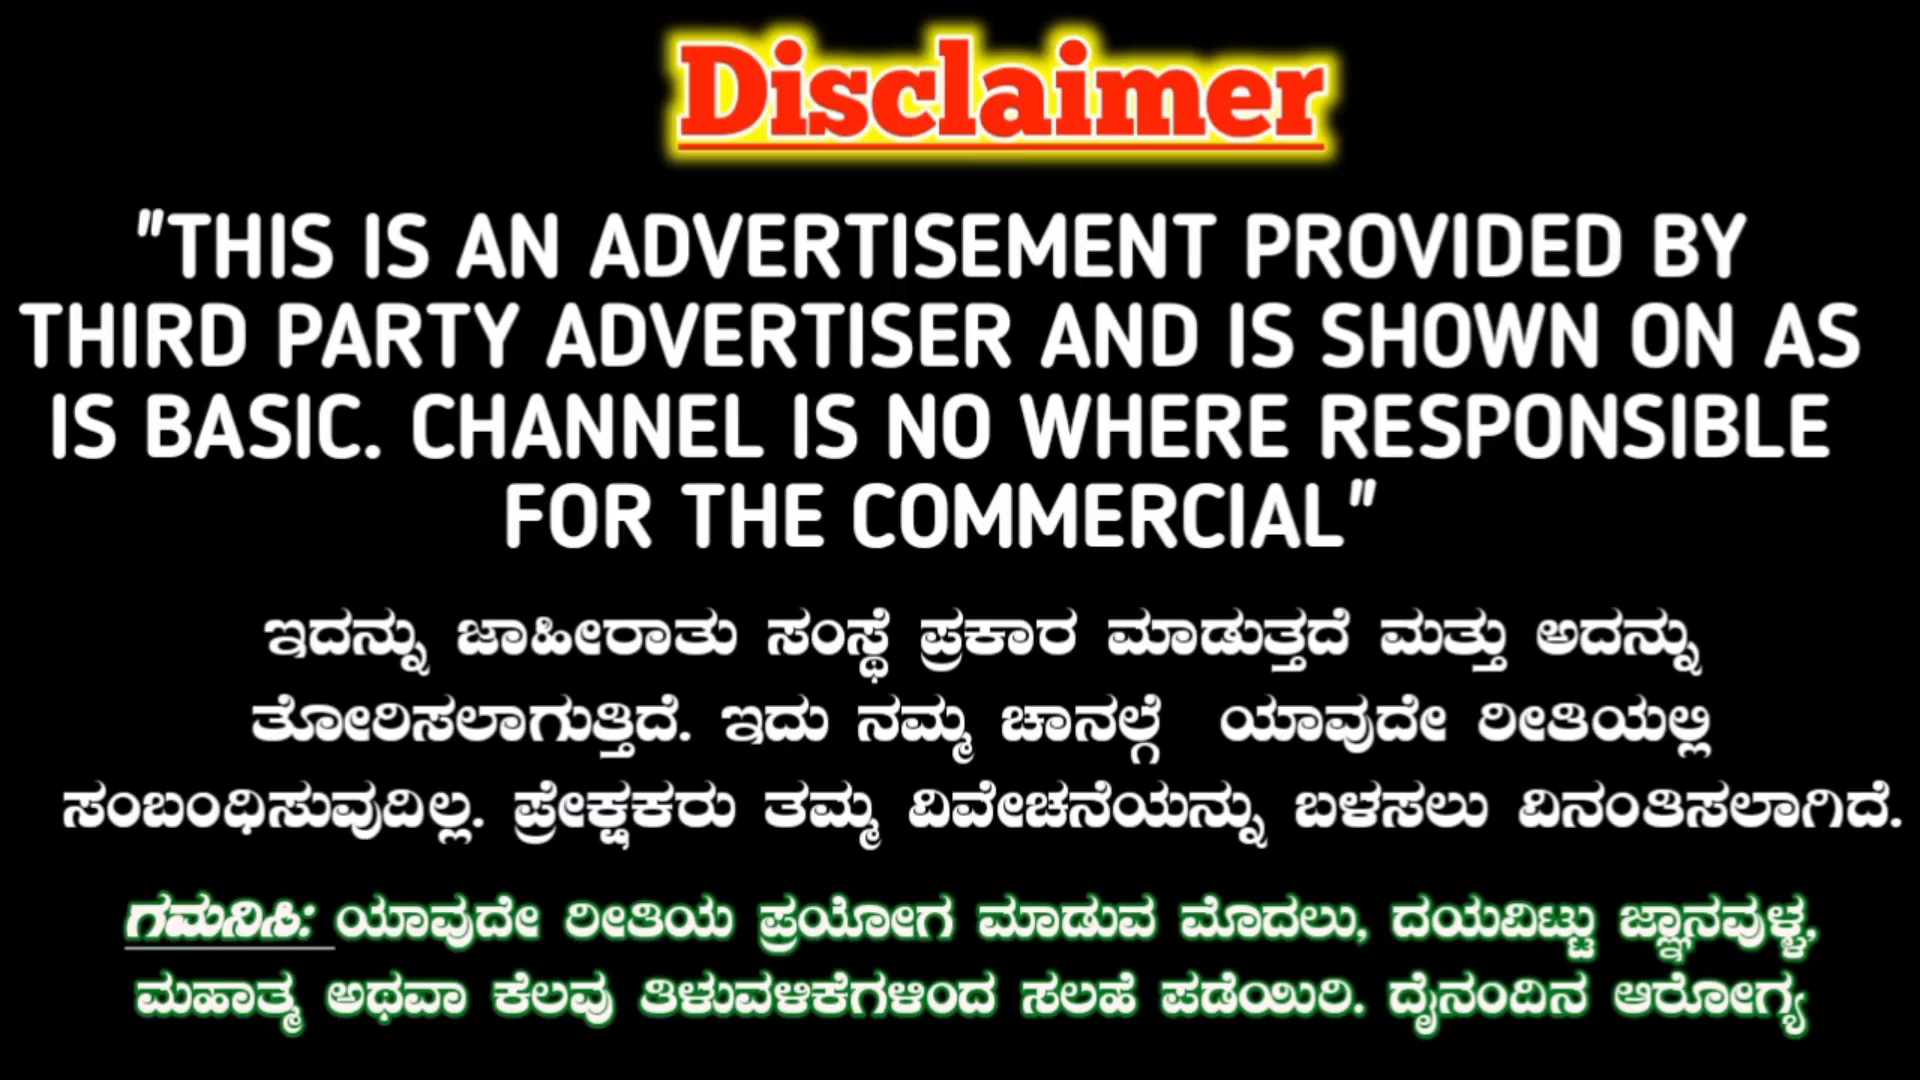 Disclaimer
"THIS IS AN ADVERTISEMENT PROVIDED BY
THIRD PARTY ADVERTISER AND IS SHOWN ON AS
IS BASIC. CHANNEL IS NO WHERE RESPONSIBLE
FOR THE COMMERCIAL"
ಇದನ್ನು ಜಾಹೀರಾತು ಸಂಸ್ಥೆ ಪ್ರಕಾರ ಮಾಡುತ್ತದೆ ಮತ್ತು ಅದನ್ನು
ತೋರಿಸಲಾಗುತ್ತಿದೆ. ಇದು ನಮ್ಮ ಚಾನಲ್ಗೆ ಯಾವುದೇ ರೀತಿಯಲ್ಲಿ
ಸಂಬಂಧಿಸುವುದಿಲ್ಲ. ಪ್ರೇಕ್ಷಕರು ತಮ್ಮ ವಿವೇಚನೆಯನ್ನು ಬಳಸಲು ವಿನಂತಿಸಲಾಗಿದೆ.
ಗಮನಿಸಿ: ಯಾವುದೇ ರೀತಿಯ ಪ್ರಯೋಗ ಮಾಡುವ ಮೊದಲು, ದಯವಿಟ್ಟು ಜ್ಞಾನವುಳ್ಳ,
ಮಹಾತ್ಮ ಅಥವಾ ಕೆಲವು ತಿಳುವಳಿಕೆಗಳಿಂದ ಸಲಹೆ ಪಡೆಯಿರಿ. ದೈನಂದಿನ ಆರೋಗ್ಯ